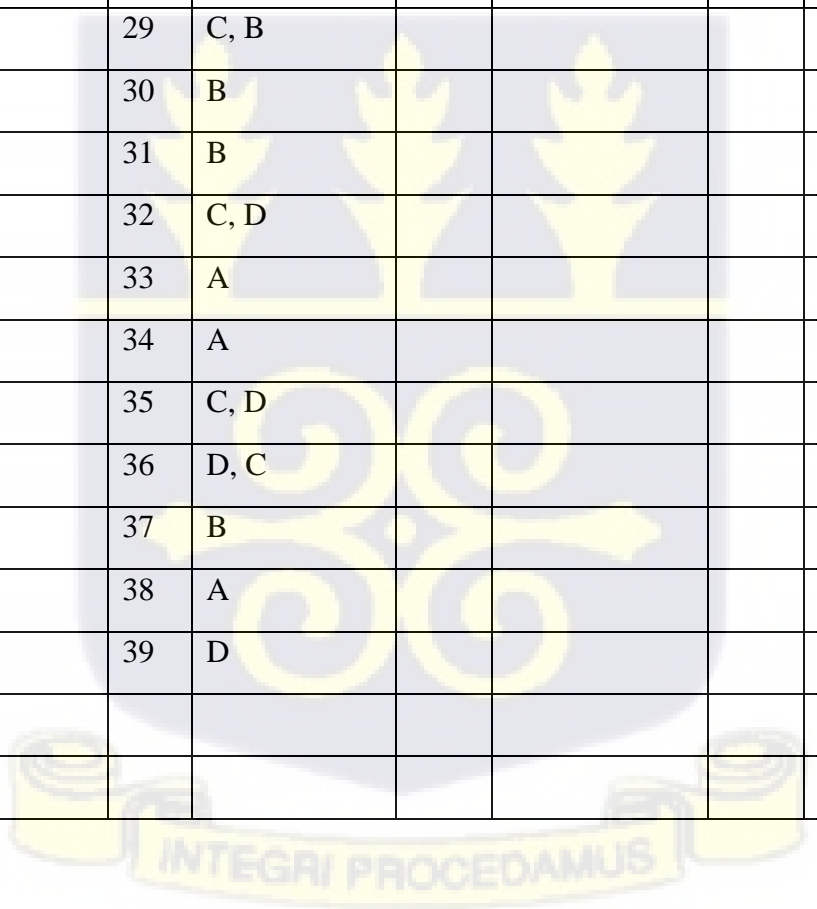 29 C, B
30 B
31 B
32 C, D
33 A
34 A
35 C, D
36 D, C
37 B
38 A
39 D
INTEGRI PROCEDAMUS